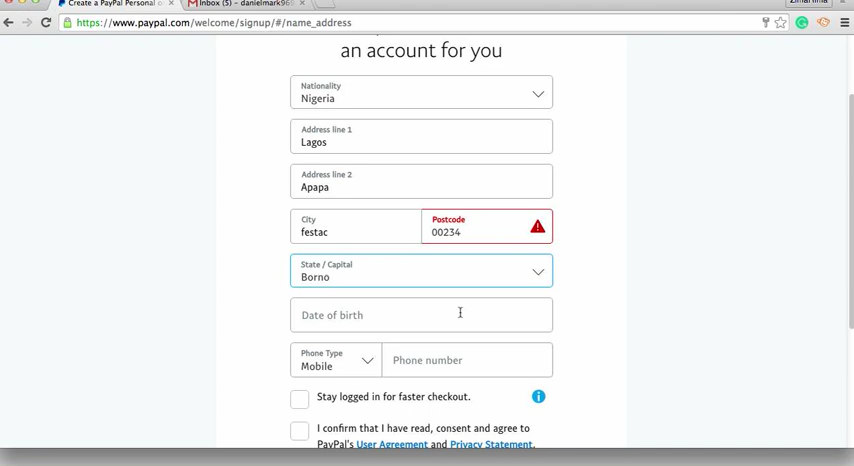 Create a PayPal Personal o
Inbox (5) - danielmark969
https://www.paypal.com/welcome/signup/#/name_address
an account for you
Nationality
Nigeria
Address line 1
Lagos
Address line 2
Apapa
City
festac
Postcode
00234
State / Capital
Borno
Date of birth
Phone Type
Mobile
Phone number
Stay logged in for faster checkout.
I confirm that I have read, consent and agree to
PayPal's User Agreement and Privacy Statement.